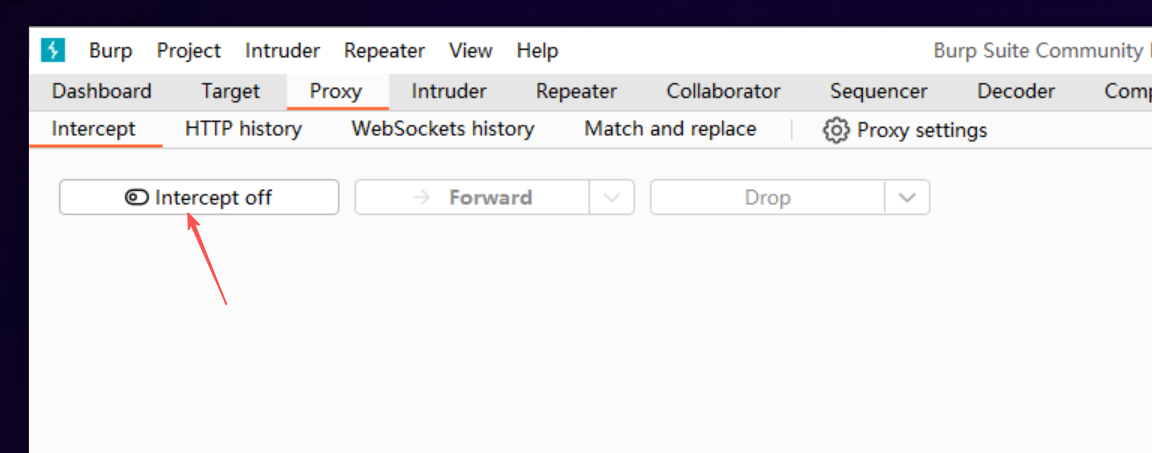 Burp Project Intruder Repeater View Help Burp Suite Community
Dashboard Target Proxy Intruder Repeater Collaborator Sequencer Decoder
Intercept HTTP history WebSockets history Match and replace Proxy settings
Intercept off Forward Drop